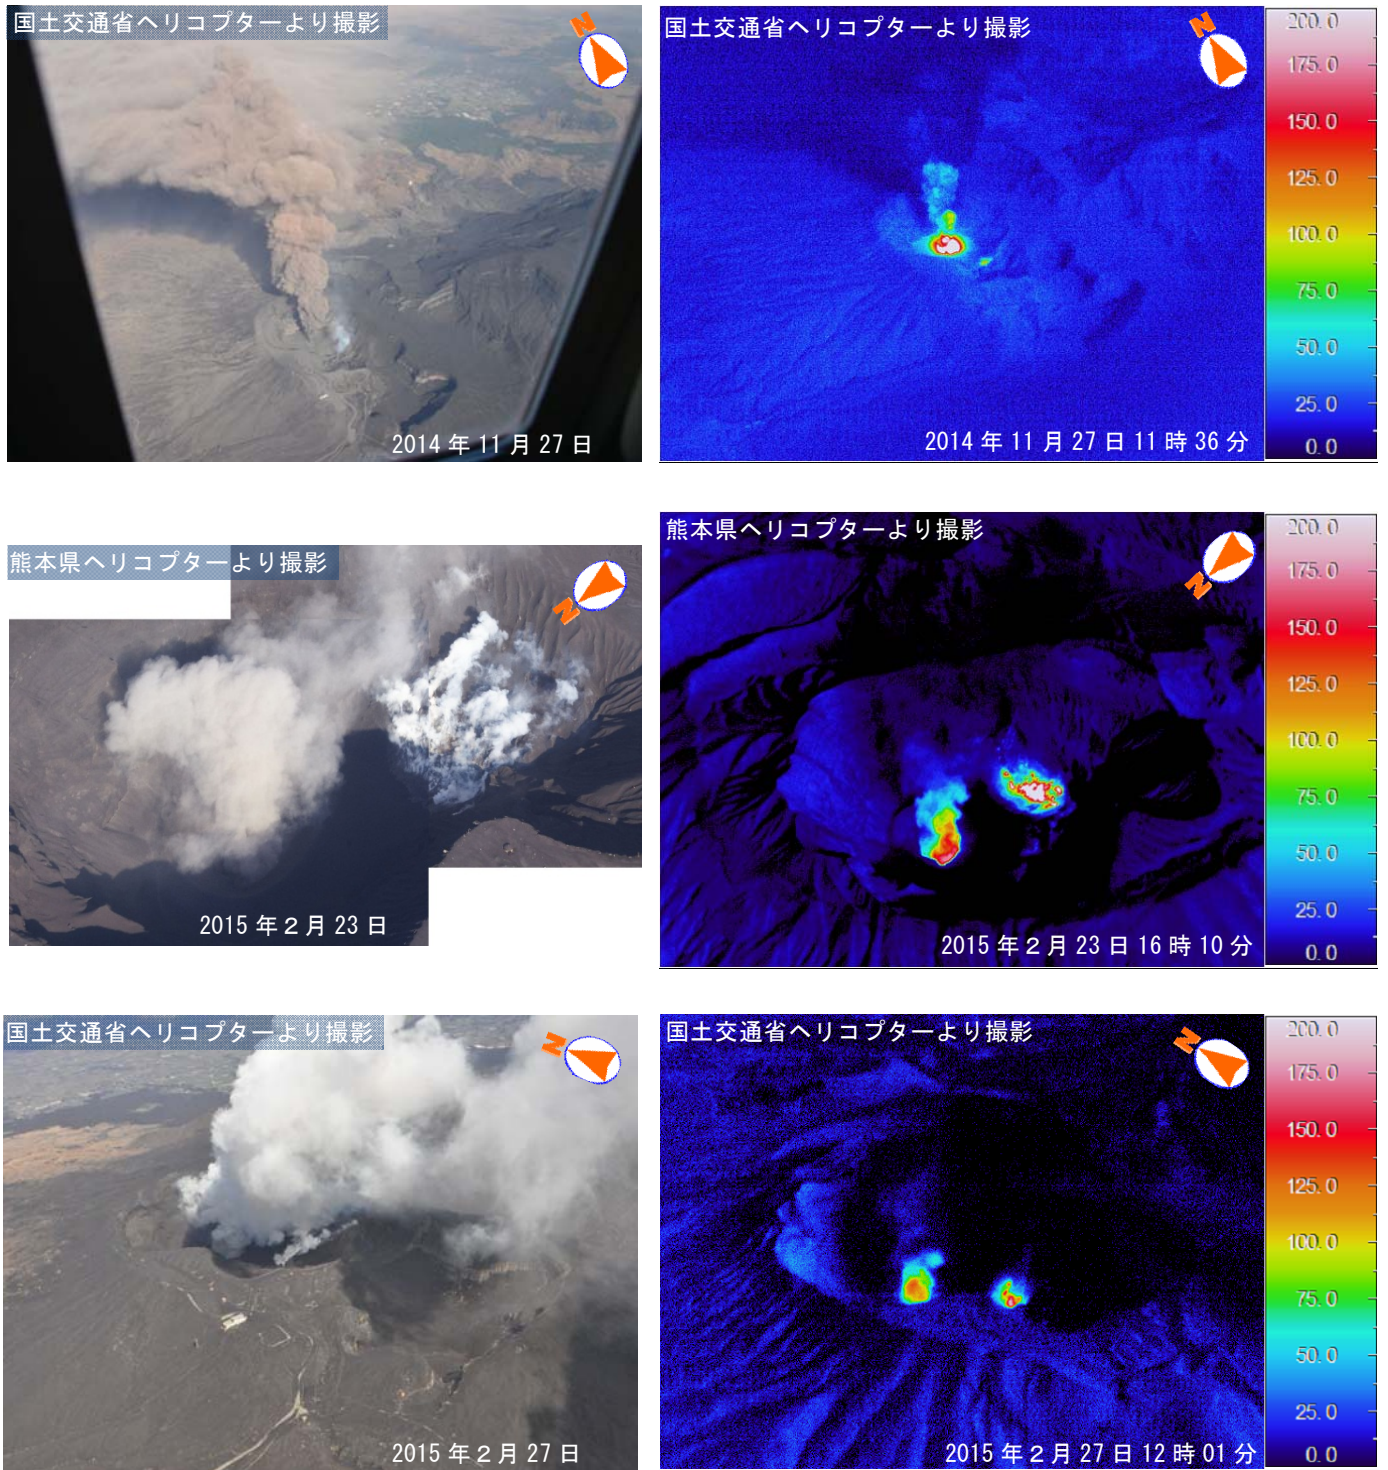 国土交通省ヘリコプターより撮影
N
2014年11月27日
国土交通省ヘリコプターより撮影
N
2014年11月27日11時36分
200.0
175.0
150.0
125.0
100.0
75.0
50.0
25.0
0.0
熊本県ヘリコプターより撮影
N
2015年２月23日
熊本県ヘリコプターより撮影
N
2015年２月23日16時10分
200.0
175.0
150.0
125.0
100.0
75.0
50.0
25.0
0.0
国土交通省ヘリコプターより撮影
N
2015年２月27日
国土交通省ヘリコプターより撮影
N
2015年２月27日12時01分
200.0
175.0
150.0
125.0
100.0
75.0
50.0
25.0
0.0